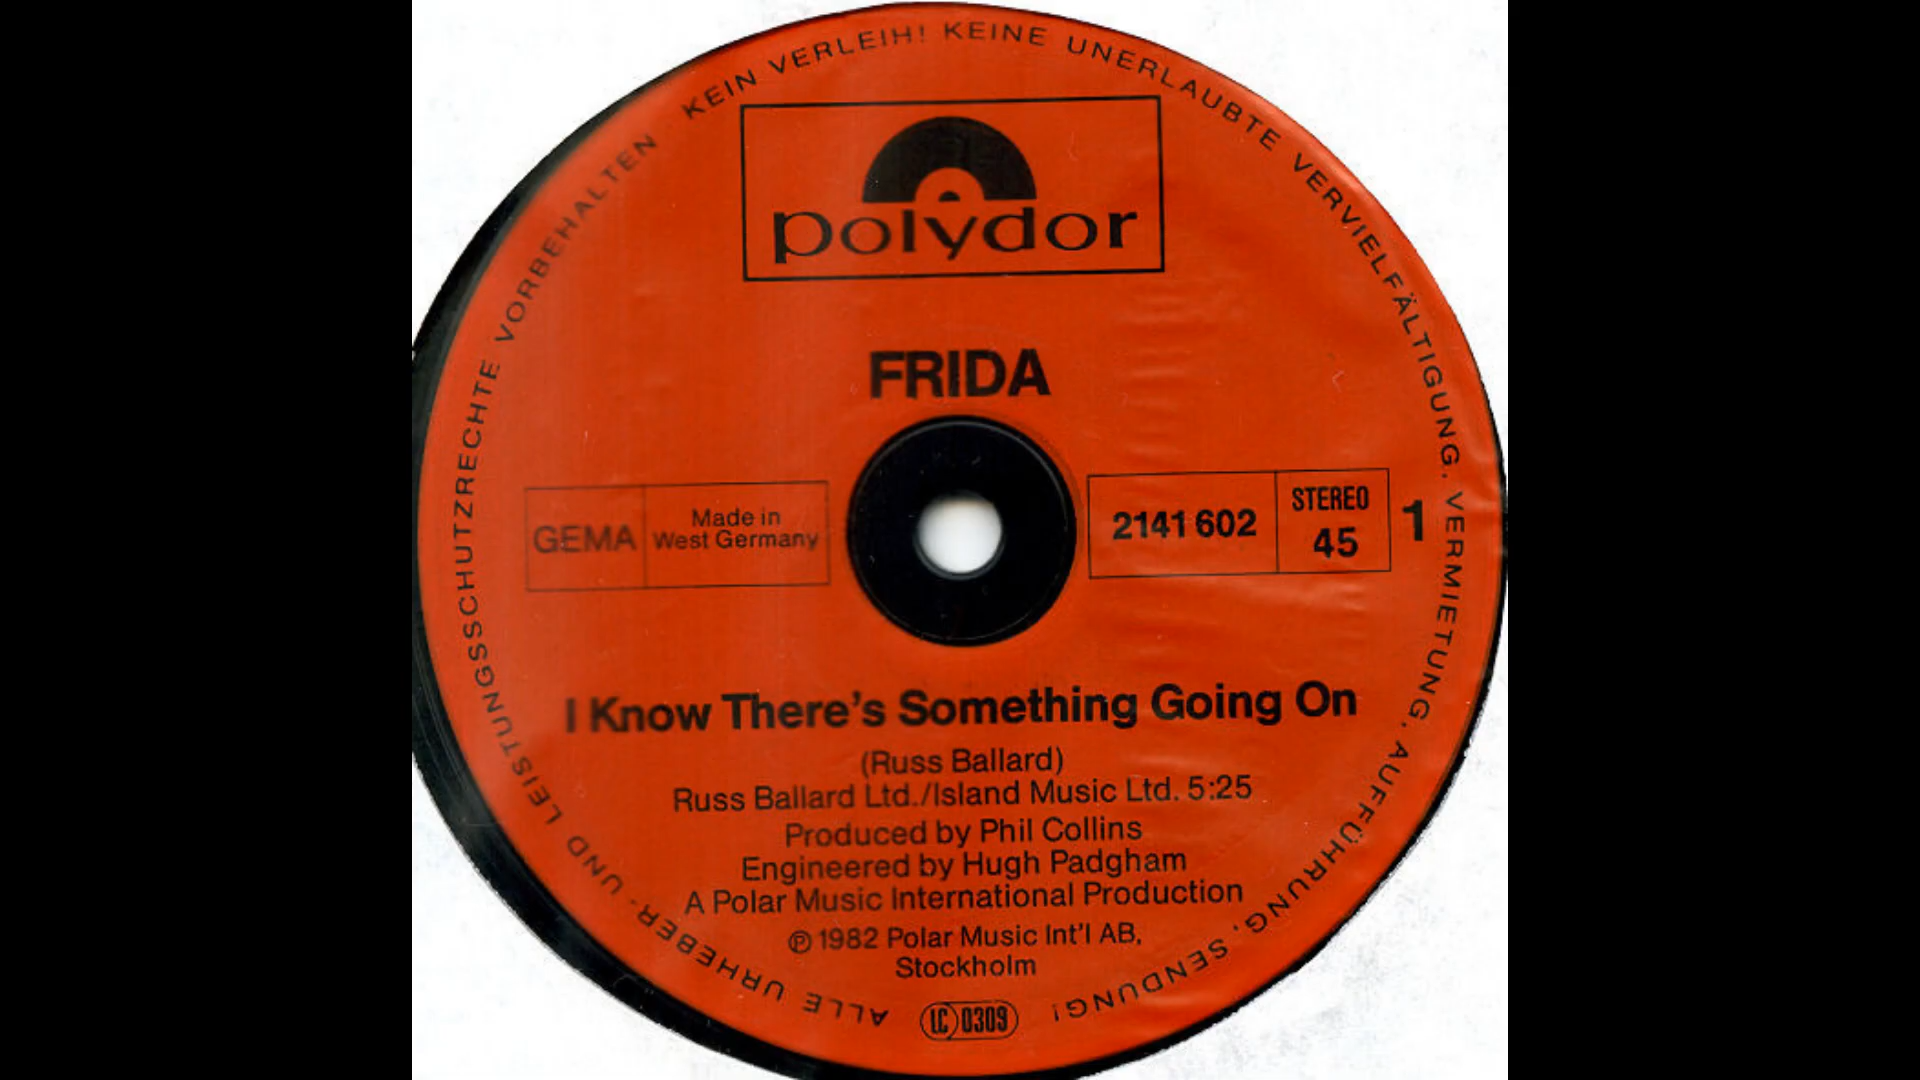 ALLE URHEBER- UND LEISTUNGSSCHUTZRECHTE VORBEHALTEN KEIN VERLEIH! KEINE UNERLAUBTE VERVIELFÄLTIGUNG, VERMIETUNG, AUFFÜHRUNG, SENDUNG!
polydor
FRIDA
GEMA
Made in
West Germany
2141 602
STEREO
45
1
I Know There's Something Going On
(Russ Ballard)
Russ Ballard Ltd./Island Music Ltd. 5:25
Produced by Phil Collins
Engineered by Hugh Padgham
A Polar Music International Production
℗ 1982 Polar Music Int'l AB,
Stockholm
LC 0309